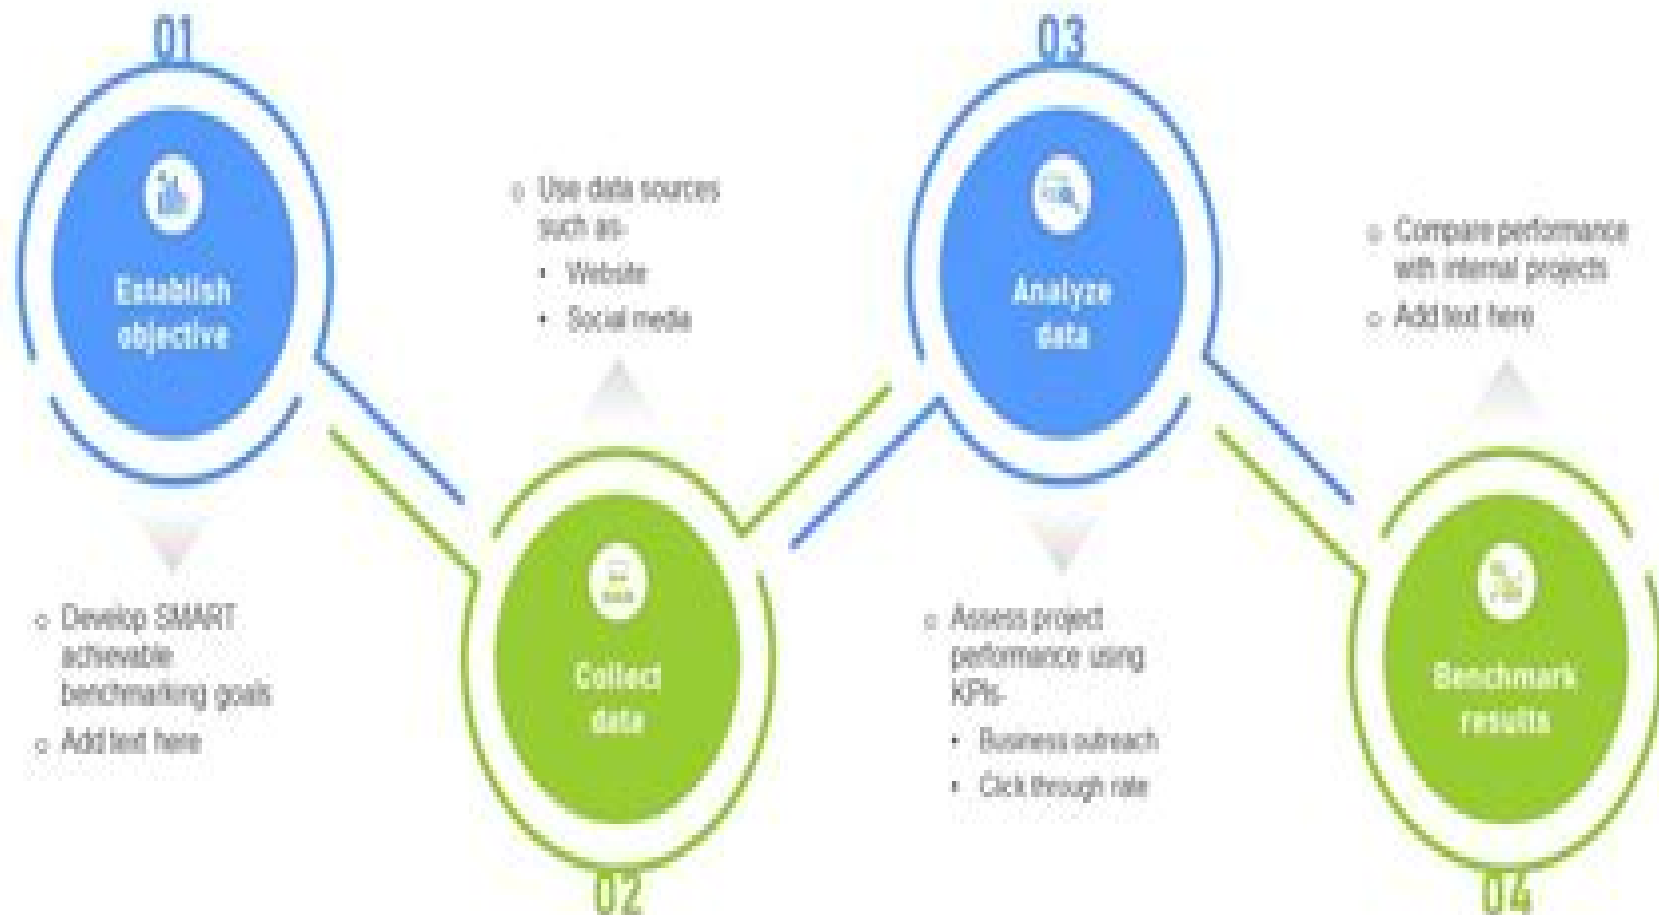 01
Establish
objective
○ Develop SMART
achievable
benchmarking goals
○ Add text here
○ Use data sources
such as-
• Website
• Social media
Collect
data
02
03
Analyze
data
○ Assess project
performance using
KPIs-
• Business outreach
• Click through rate
○ Compare performance
with internal projects
○ Add text here
Benchmark
results
04